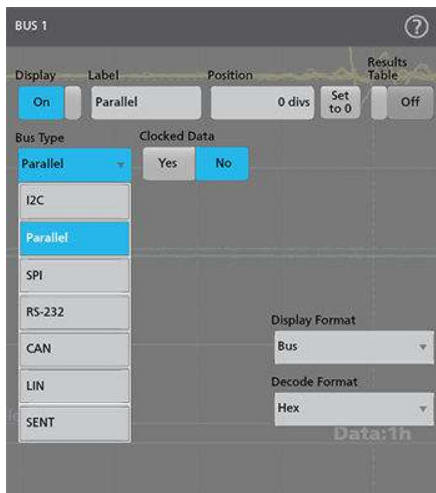 BUS 1
?
Display
Label
Position
Results
Table
On
Parallel
0 divs
Set
to 0
Off
Bus Type
Clocked Data
Parallel
Yes
No
I2C
Parallel
SPI
RS-232
CAN
LIN
SENT
Display Format
Bus
Decode Format
Hex
Data:1h